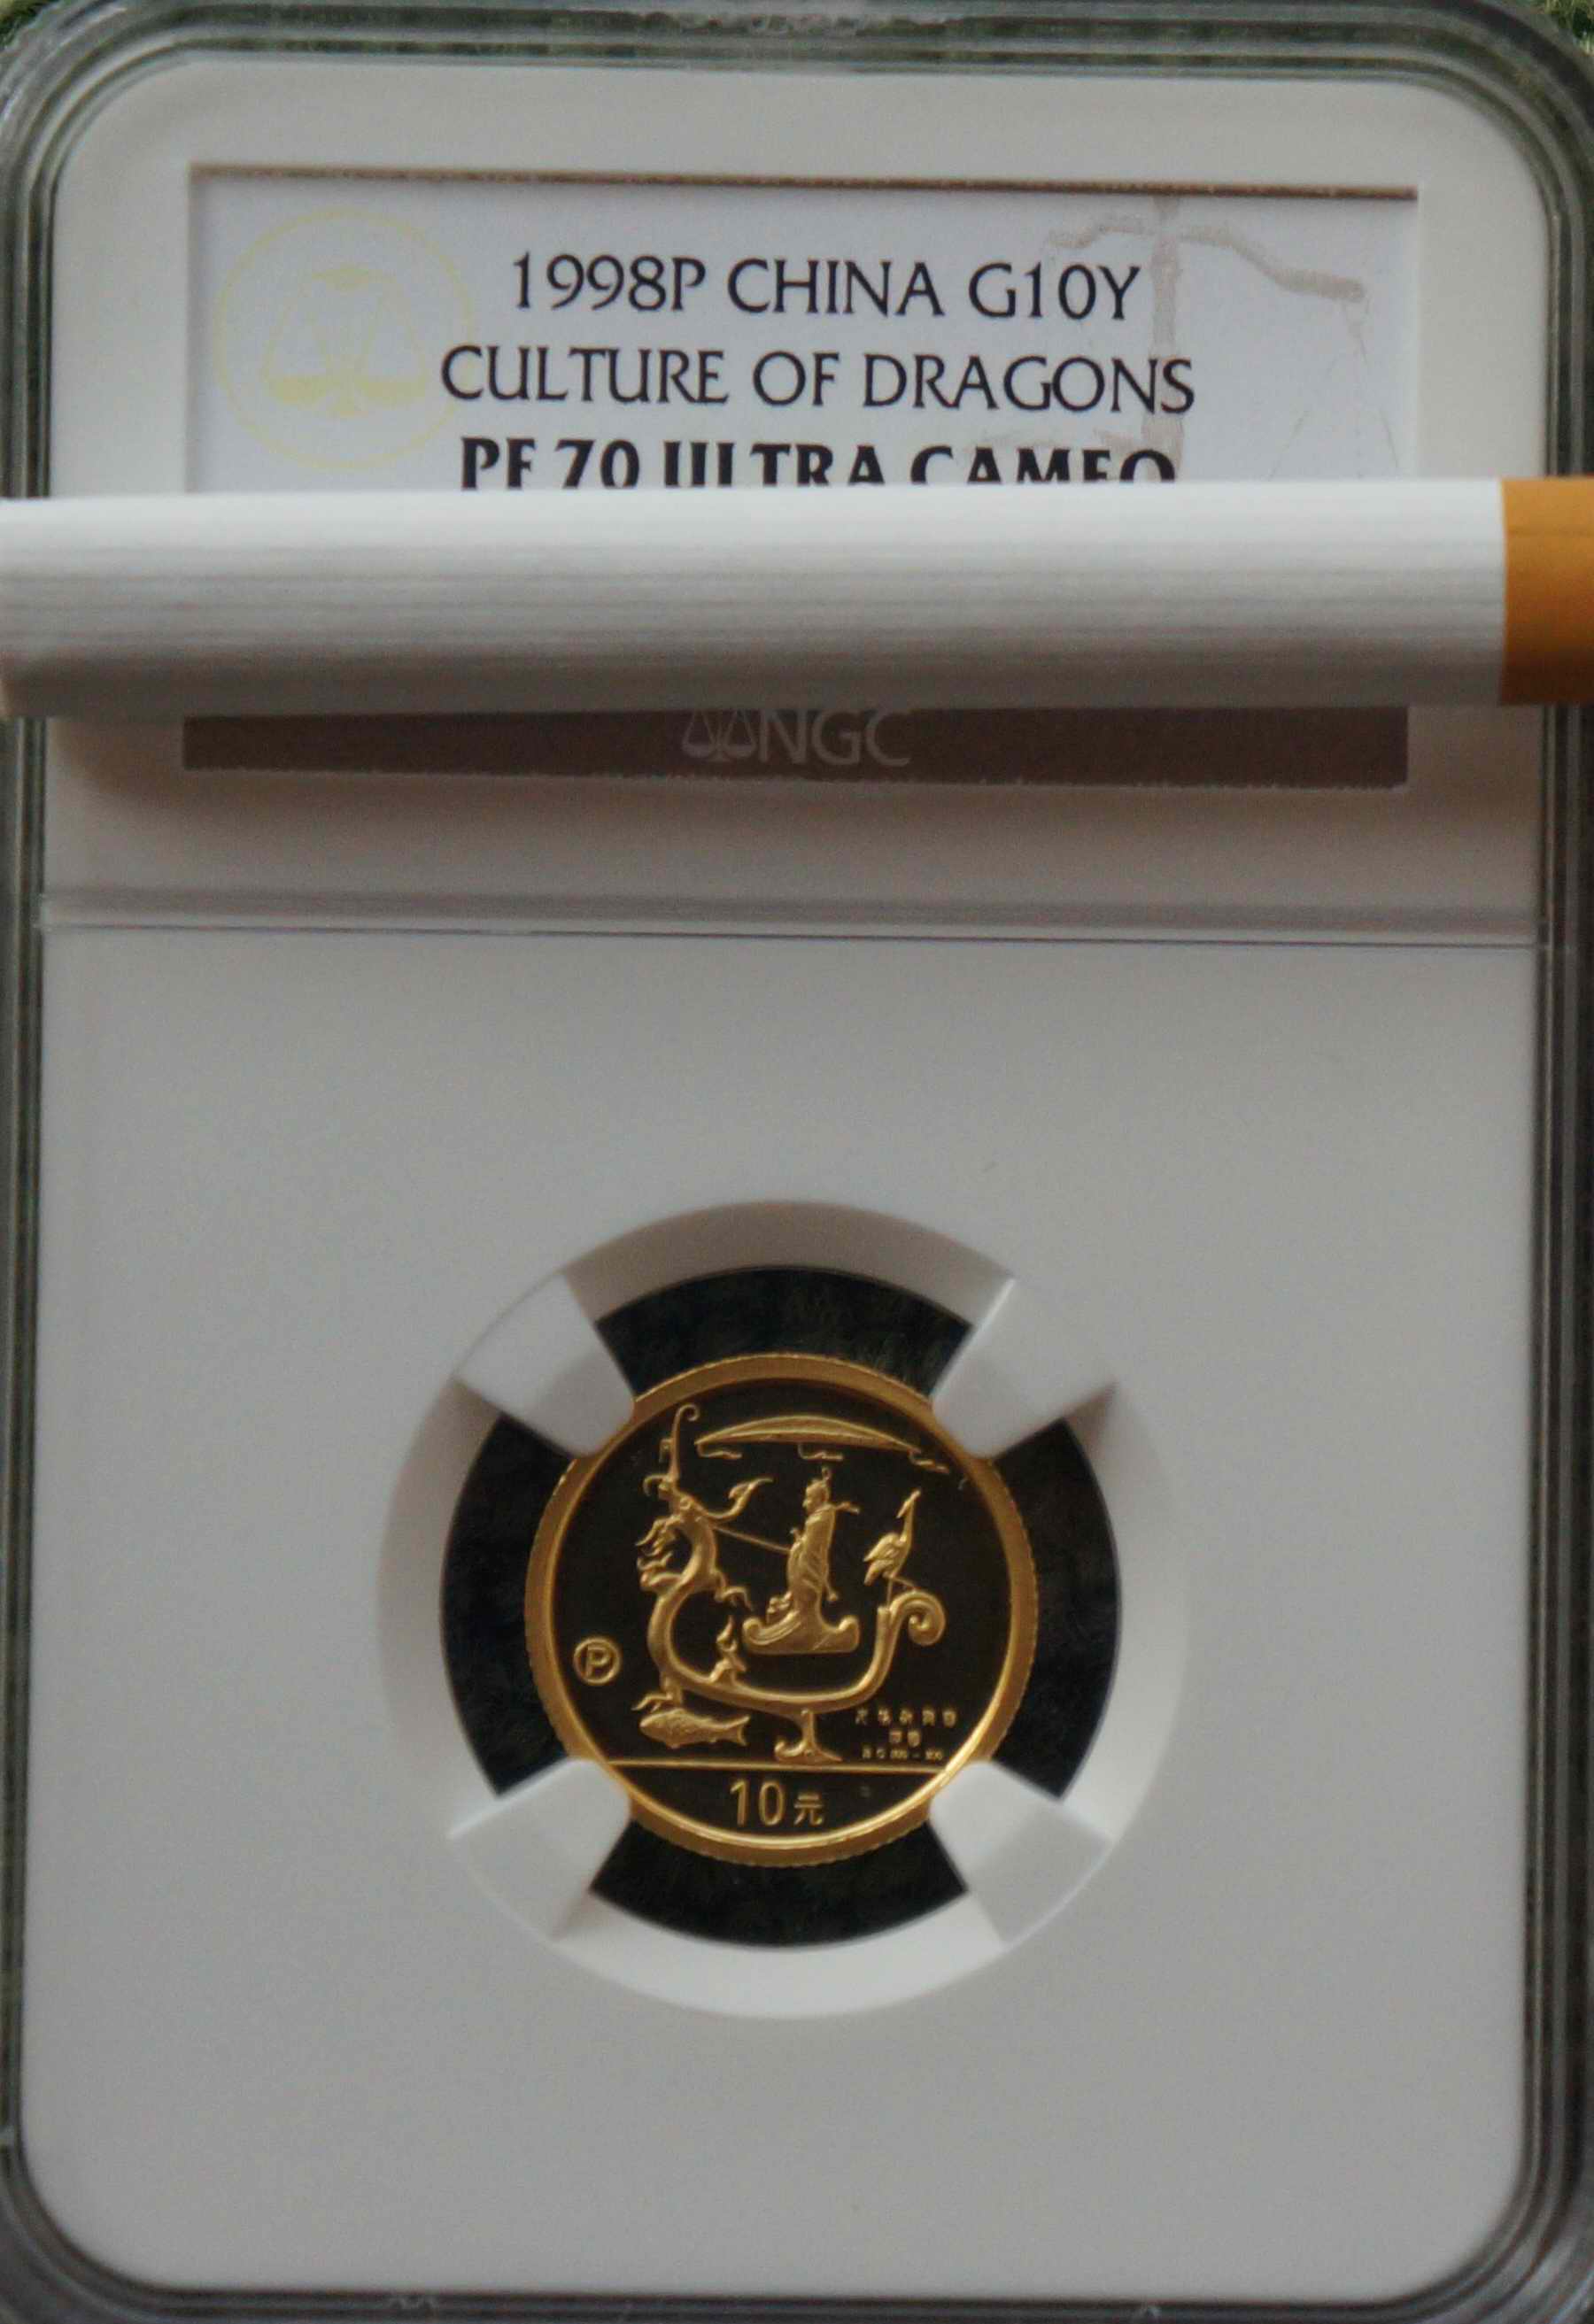 1998P CHINA G10Y
CULTURE OF DRAGONS
PF 70 ULTRA CAMEO
NGC
P
10元